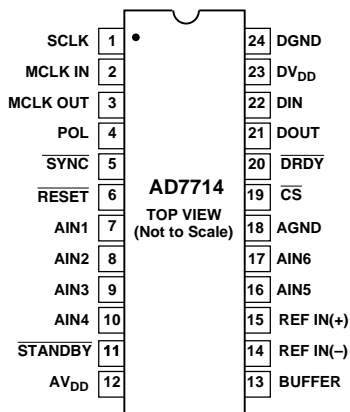 SCLK 1 24 DGND
MCLK IN 2 23 DVDD
MCLK OUT 3 22 DIN
POL 4 21 DOUT
SYNC 5 20 DRDY
RESET 6 AD7714 19 CS
AIN1 7 TOP VIEW (Not to Scale) 18 AGND
AIN2 8 17 AIN6
AIN3 9 16 AIN5
AIN4 10 15 REF IN(+)
STANDBY 11 14 REF IN(–)
AVDD 12 13 BUFFER